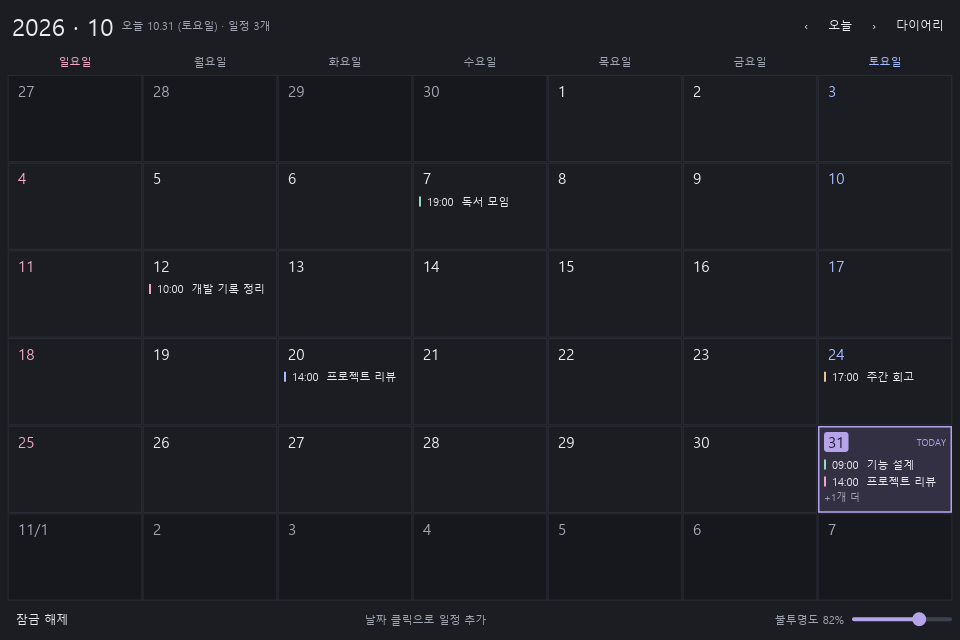 2026 · 10 오늘 10.31 (토요일) · 일정 3개 ‹ 오늘 › 다이어리
일요일 월요일 화요일 수요일 목요일 금요일 토요일
27 28 29 30 1 2 3
4 5 6 7 8 9 10
19:00 독서 모임
11 12 13 14 15 16 17
10:00 개발 기록 정리
18 19 20 21 22 23 24
14:00 프로젝트 리뷰 17:00 주간 회고
25 26 27 28 29 30 31 TODAY
09:00 기능 설계
14:00 프로젝트 리뷰
+1개 더
11/1 2 3 4 5 6 7
잠금 해제 날짜 클릭으로 일정 추가 불투명도 82%